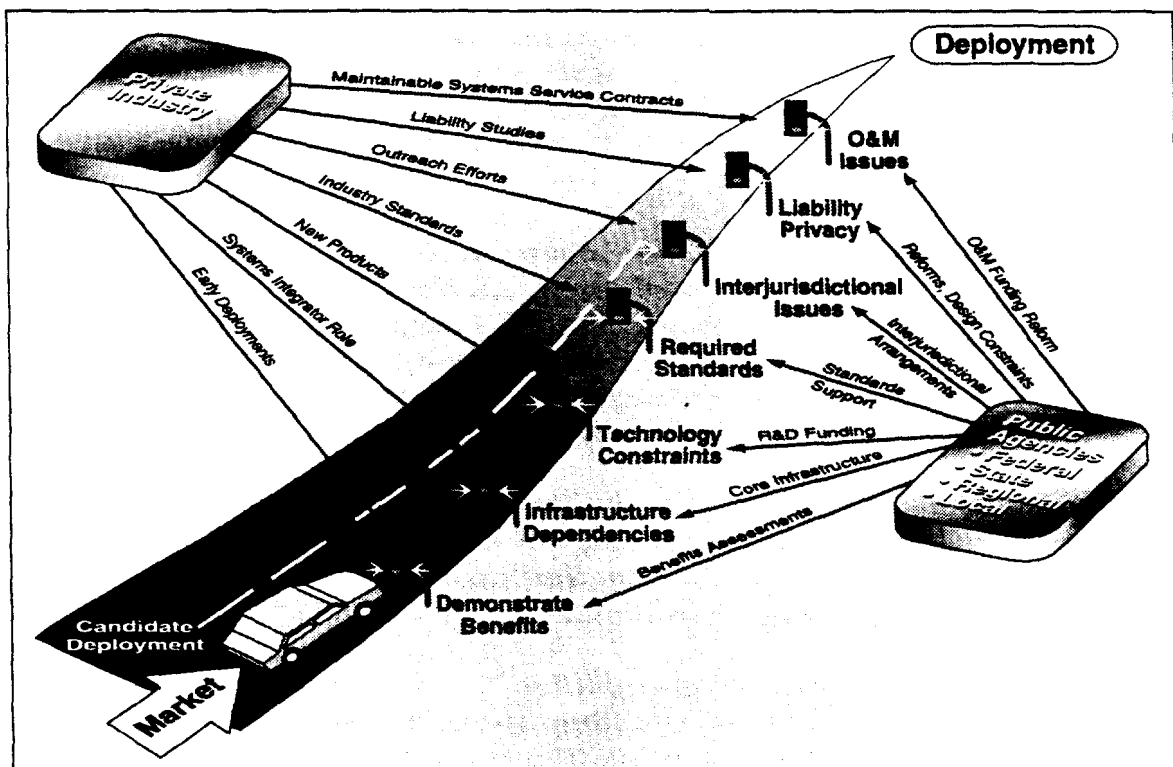 Deployment
Private
Industry
Maintainable Systems Service Contracts
Liability Studies
Outreach Efforts
Industry Standards
New Products
Systems Integrator Role
Early Deployments
O&M
Issues
Liability
Privacy
Interjurisdictional
Issues
Required
Standards
Technology
Constraints
Infrastructure
Dependencies
Demonstrate
Benefits
O&M Funding Reform
Reforms, Design Constraints
Interjurisdictional
Arrangements
Standards
Support
R&D Funding
Core Infrastructure
Benefits Assessments
Public
Agencies
• Federal
• State
• Regional
• Local
Candidate
Deployment
Market